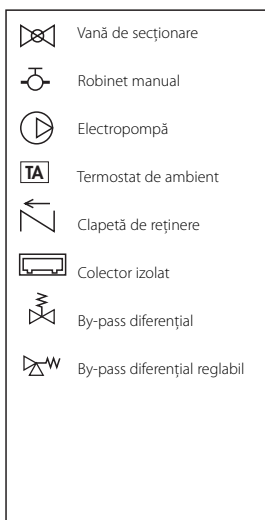 Vană de secționare
Robinet manual
Electropompă
TA Termostat de ambient
Clapetă de reținere
Colector izolat
By-pass diferențial
By-pass diferențial reglabil